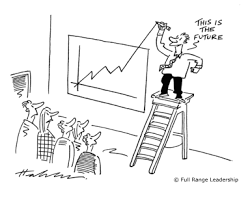 THIS IS
THE
FUTURE
© Full Range Leadership